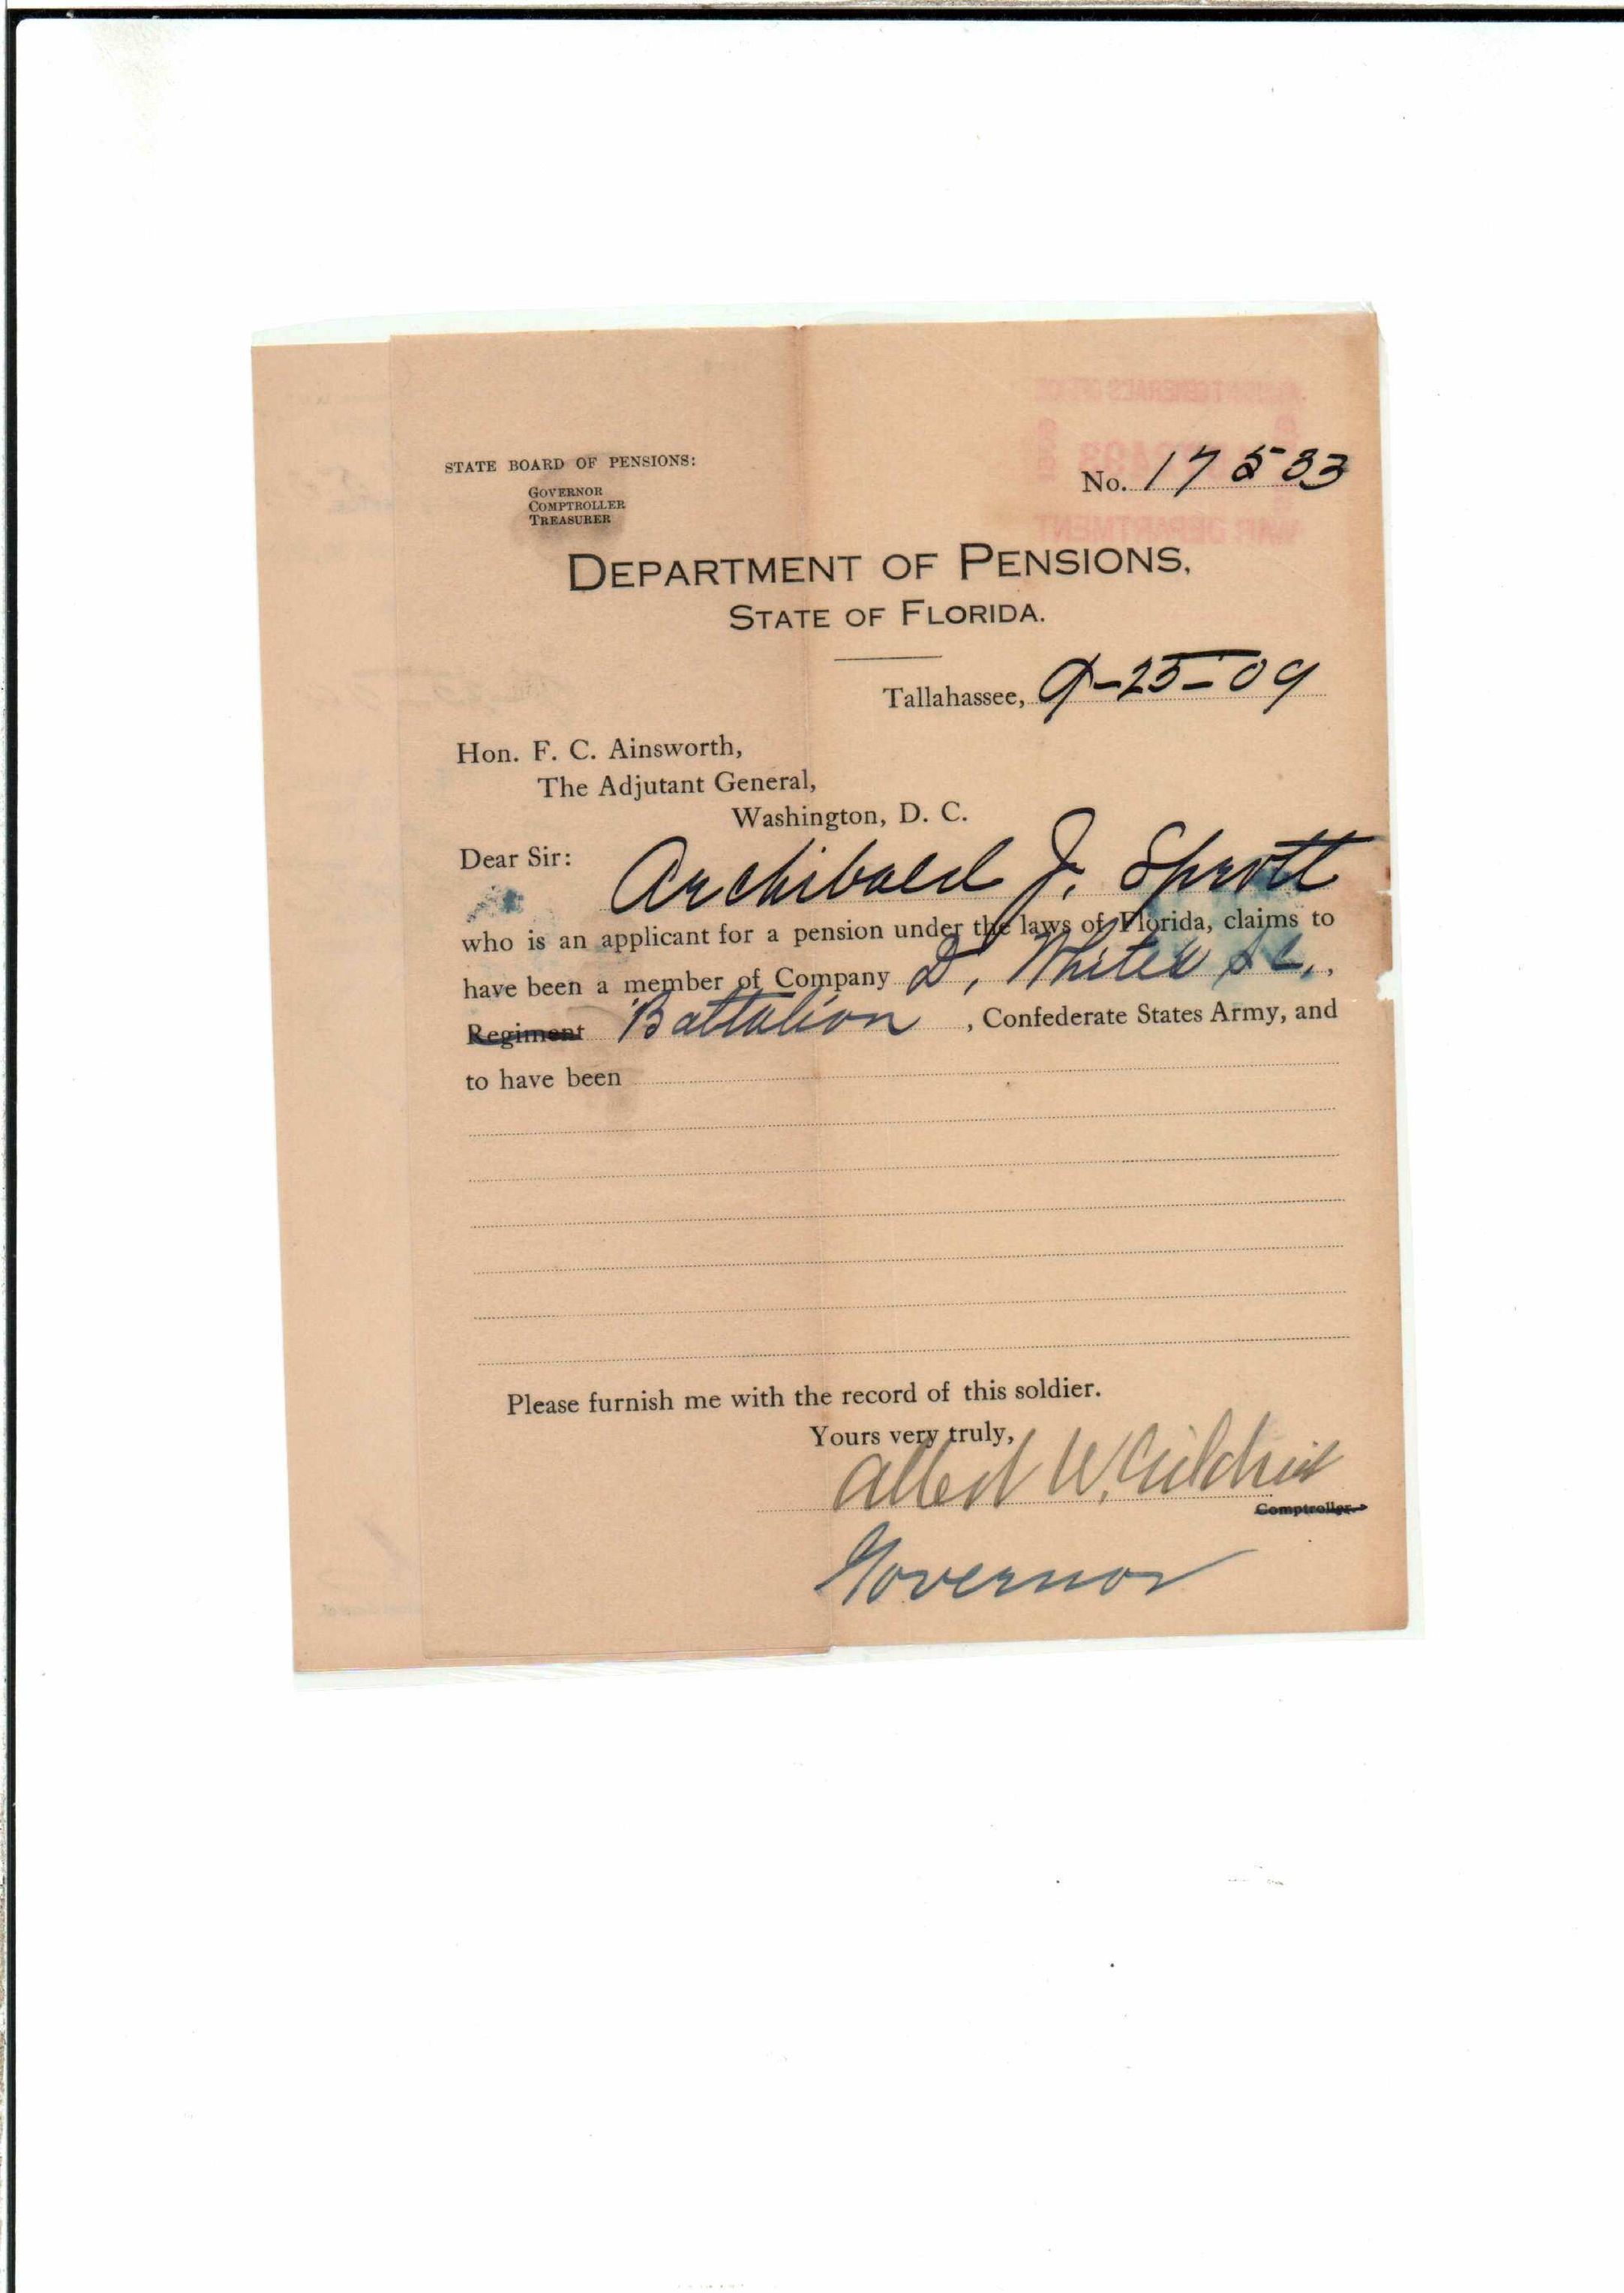 STATE BOARD OF PENSIONS:
GOVERNOR
COMPTROLLER
TREASURER
No. 17533
DEPARTMENT OF PENSIONS,
STATE OF FLORIDA.
Tallahassee, 9-25-09
Hon. F. C. Ainsworth,
The Adjutant General,
Washington, D. C.
Dear Sir:
Archibald J. Sprott
who is an applicant for a pension under the laws of Florida, claims to
have been a member of Company D, Whites S.C.,
Regiment Battalion, Confederate States Army, and
to have been
Please furnish me with the record of this soldier.
Yours very truly,
Albert W. Gilchrist
Comptroller.
Governor